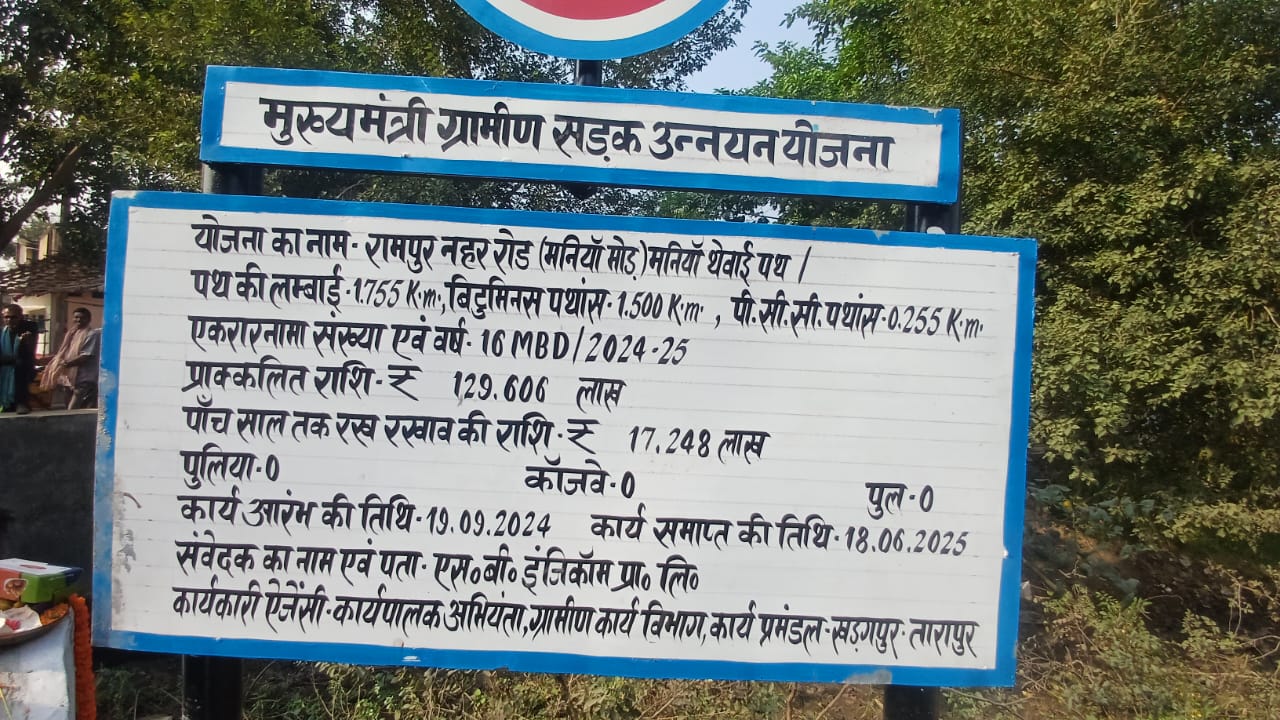 मुख्यमंत्री ग्रामीण सड़क उन्नयन योजना
योजना का नाम - रामपुर नहर रोड (मनियॉ मोड़) मनियॉ थेवाई पथ /
पथ की लम्बाई - 1.755 K.m., बिटुमिनस पथांस - 1.500 K.m., पी.सी.सी. पथांस - 0.255 K.m.
एकरारनामा संख्या एवं वर्ष - 16 MBD/2024-25
प्राक्कलित राशि - ₹ 129.606 लाख
पाँच साल तक रख रखाव की राशि - ₹ 17.248 लाख
पुलिया - 0 कॉजवे - 0 पुल - 0
कार्य आरंभ की तिथि - 19.09.2024 कार्य समाप्त की तिथि - 18.06.2025
संवेदक का नाम एवं पता - एस० बी० इंजिकॉम प्रा० लि०
कार्यकारी ऐजेंसी - कार्यपालक अभियंता, ग्रामीण कार्य विभाग, कार्य प्रमंडल - खड़गपुर - तारापुर